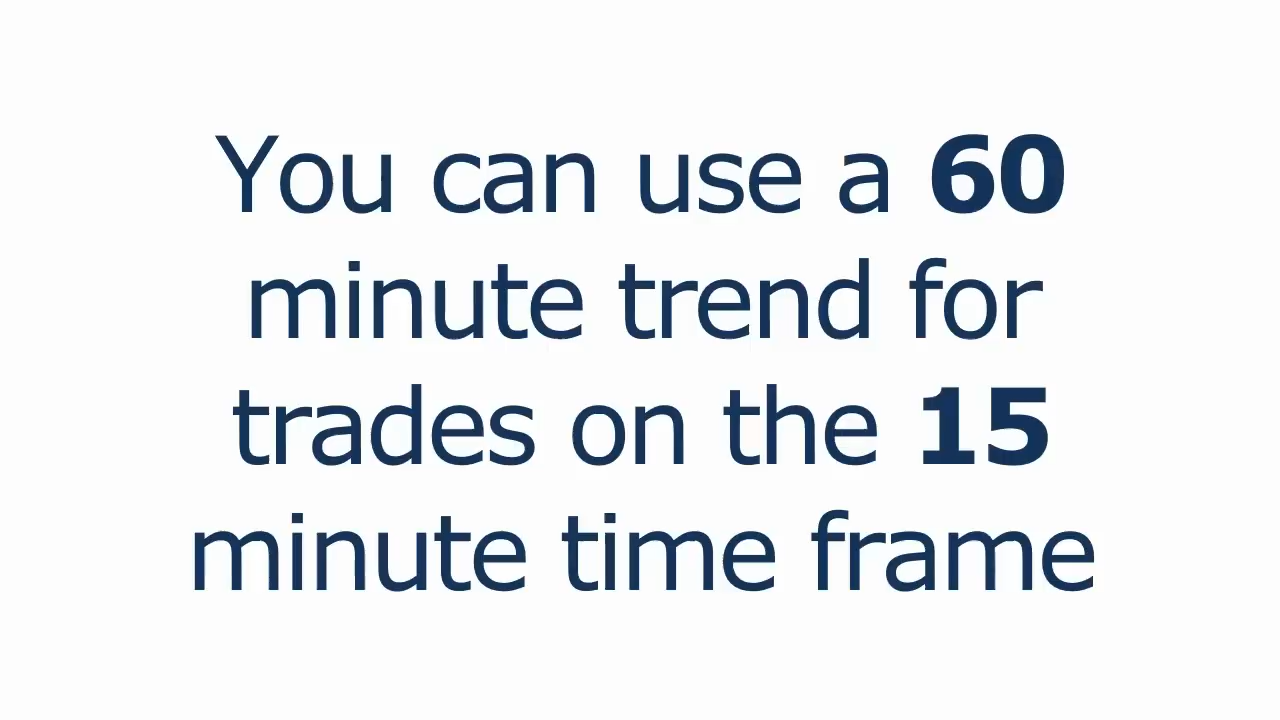 You can use a 60
minute trend for
trades on the 15
minute time frame